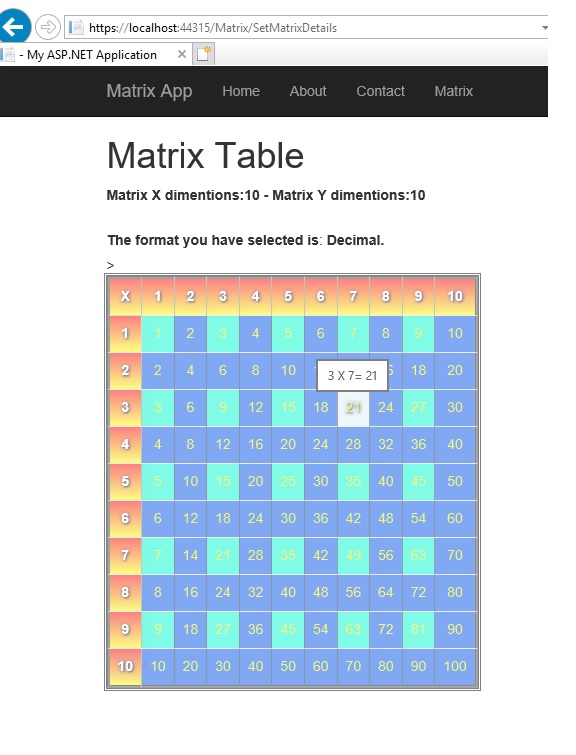 https://localhost:44315/Matrix/SetMatrixDetails
- My ASP.NET Application
Matrix App Home About Contact Matrix
Matrix Table
Matrix X dimentions:10 - Matrix Y dimentions:10
The format you have selected is: Decimal.
>
X 1 2 3 4 5 6 7 8 9 10
1 1 2 3 4 5 6 7 8 9 10
2 2 4 6 8 10 18 20
3 X 7= 21
3 3 6 9 12 15 18 21 24 27 30
4 4 8 12 16 20 24 28 32 36 40
5 5 10 15 20 25 30 35 40 45 50
6 6 12 18 24 30 36 42 48 54 60
7 7 14 21 28 35 42 49 56 63 70
8 8 16 24 32 40 48 56 64 72 80
9 9 18 27 36 45 54 63 72 81 90
10 10 20 30 40 50 60 70 80 90 100